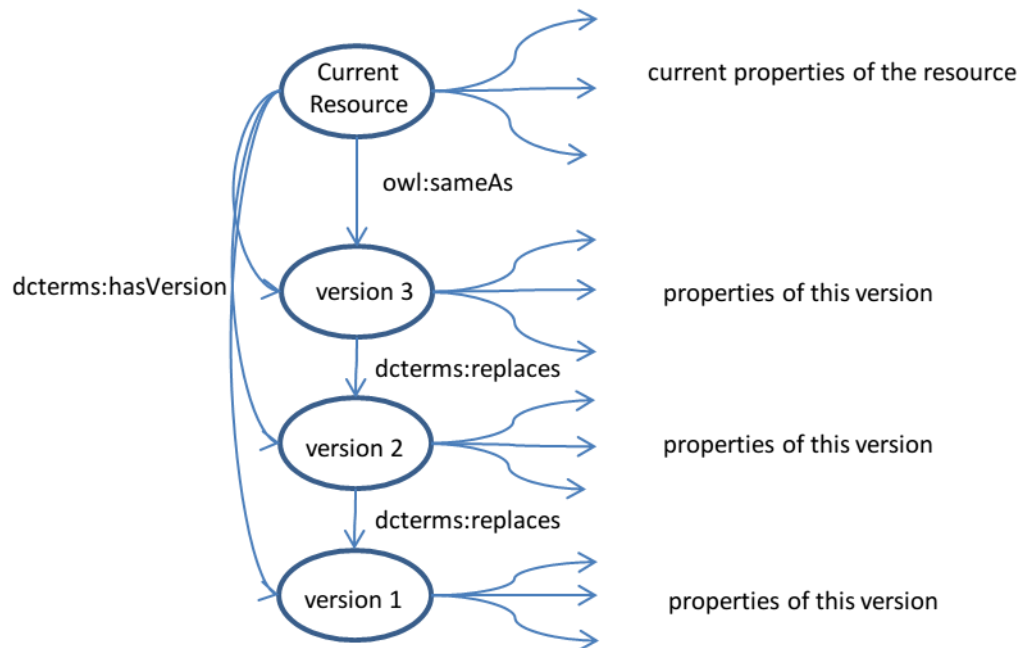 Current
Resource
current properties of the resource
owl:sameAs
dcterms:hasVersion
version 3
properties of this version
dcterms:replaces
version 2
properties of this version
dcterms:replaces
version 1
properties of this version